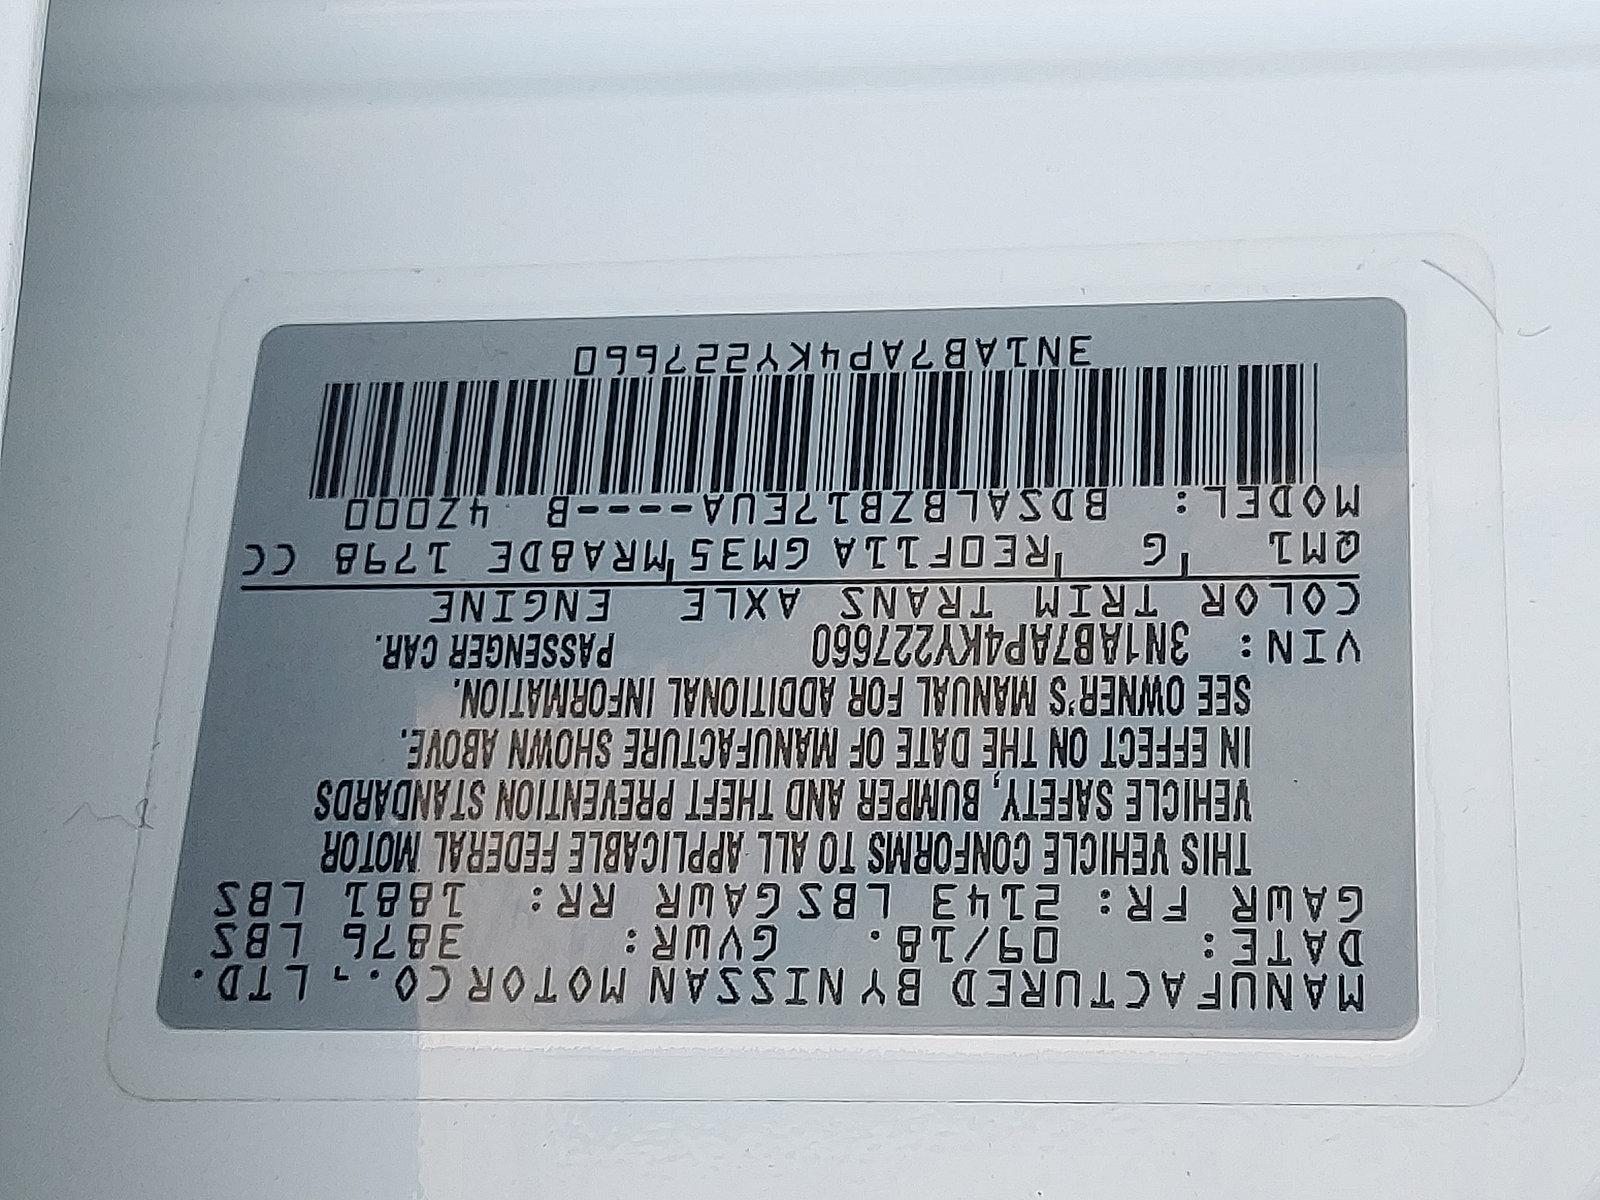 MANUFACTURED BY NISSAN MOTOR CO., LTD.
DATE: 09/18. GVWR: 3876 LBS
GAWR FR: 2143 LBS GAWR RR: 1881 LBS
THIS VEHICLE CONFORMS TO ALL APPLICABLE FEDERAL MOTOR
VEHICLE SAFETY, BUMPER AND THEFT PREVENTION STANDARDS
IN EFFECT ON THE DATE OF MANUFACTURE SHOWN ABOVE.
SEE OWNER'S MANUAL FOR ADDITIONAL INFORMATION.
VIN: 3N1AB7AP4KY227660 PASSENGER CAR.
COLOR TRIM TRANS AXLE ENGINE
QM1 G RE0F11A GM35 MRA8DE 1798 CC
MODEL: BDSALBZB17EUA----B 4Z000
3N1AB7AP4KY227660